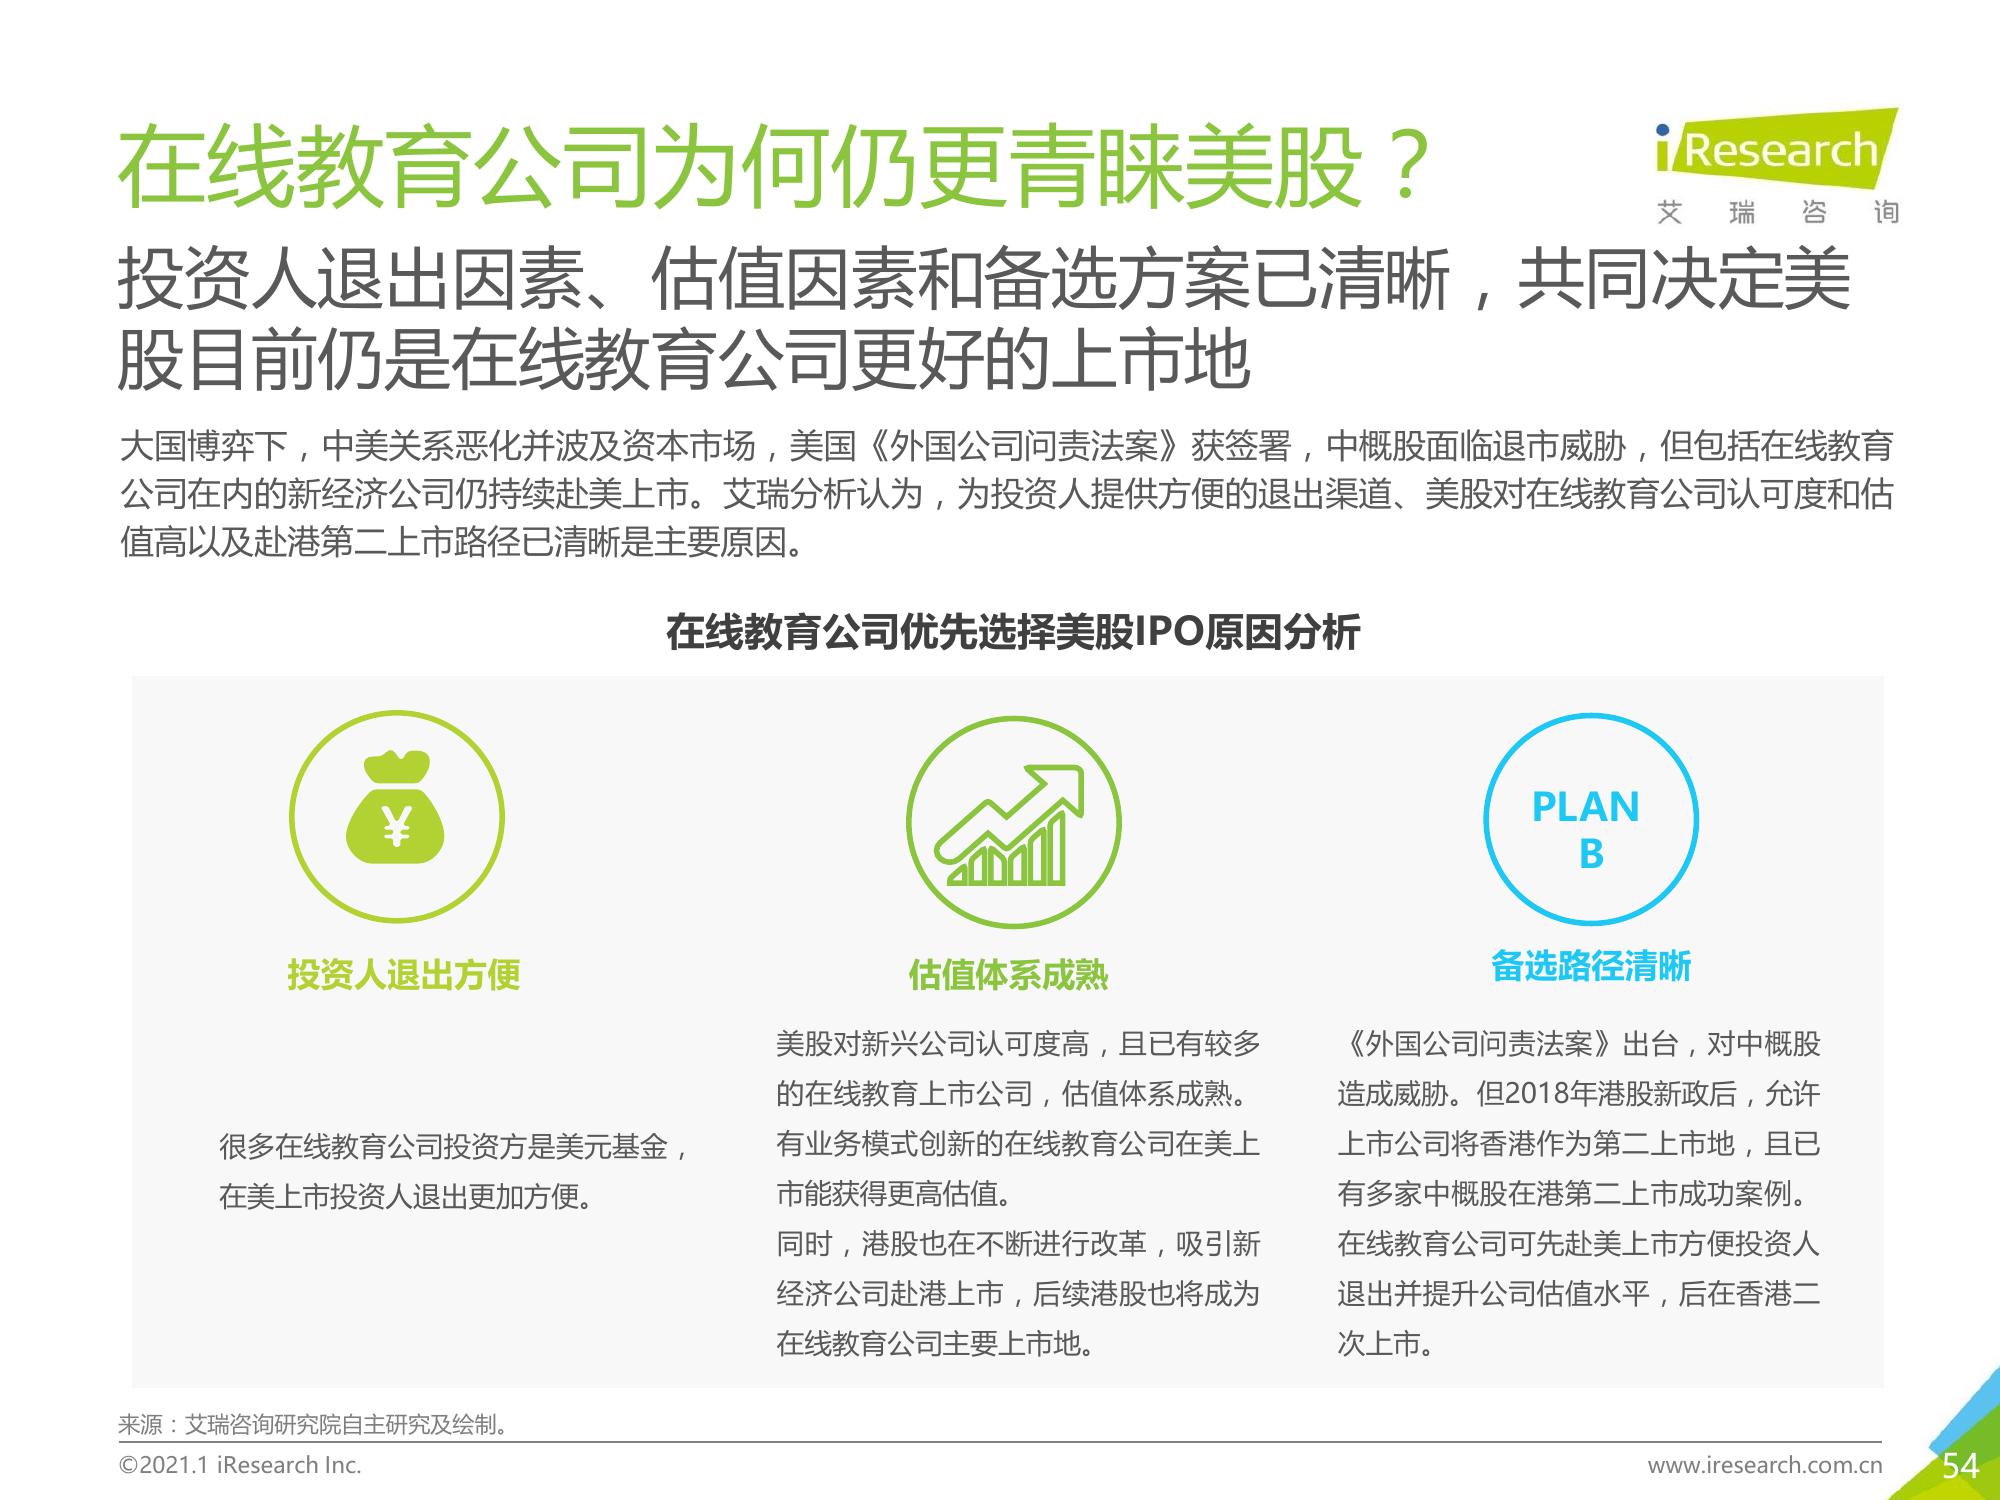 在线教育公司为何仍更青睐美股？
iResearch
艾瑞咨询
投资人退出因素、估值因素和备选方案已清晰，共同决定美
股目前仍是在线教育公司更好的上市地
大国博弈下，中美关系恶化并波及资本市场，美国《外国公司问责法案》获签署，中概股面临退市威胁，但包括在线教育
公司在内的新经济公司仍持续赴美上市。艾瑞分析认为，为投资人提供方便的退出渠道、美股对在线教育公司认可度和估
值高以及赴港第二上市路径已清晰是主要原因。
在线教育公司优先选择美股IPO原因分析
¥
投资人退出方便
很多在线教育公司投资方是美元基金，
在美上市投资人退出更加方便。
估值体系成熟
美股对新兴公司认可度高，且已有较多
的在线教育上市公司，估值体系成熟。
有业务模式创新的在线教育公司在美上
市能获得更高估值。
同时，港股也在不断进行改革，吸引新
经济公司赴港上市，后续港股也将成为
在线教育公司主要上市地。
PLAN
B
备选路径清晰
《外国公司问责法案》出台，对中概股
造成威胁。但2018年港股新政后，允许
上市公司将香港作为第二上市地，且已
有多家中概股在港第二上市成功案例。
在线教育公司可先赴美上市方便投资人
退出并提升公司估值水平，后在香港二
次上市。
来源：艾瑞咨询研究院自主研究及绘制。
©2021.1 iResearch Inc.
www.iresearch.com.cn
54